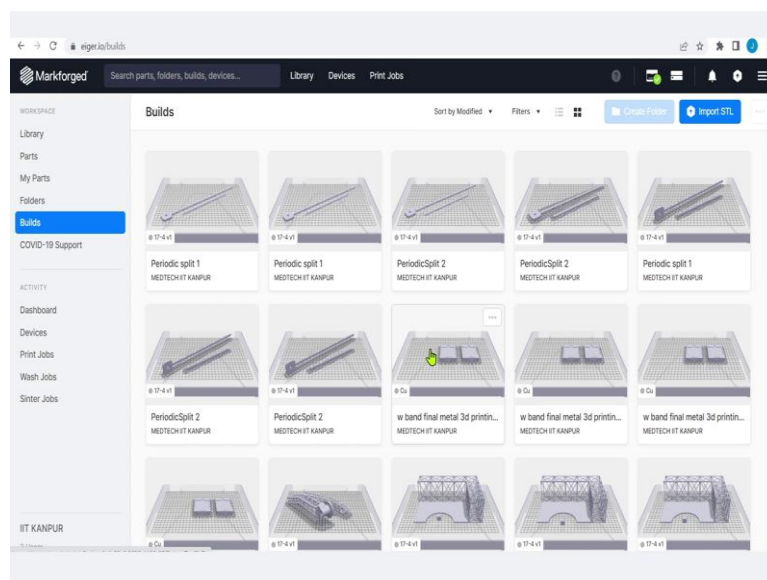 eiger.io/builds
Markforged
Search parts, folders, builds, devices...
Library Devices Print Jobs
WORKSPACE
Library
Parts
My Parts
Folders
Builds
COVID-19 Support
ACTIVITY
Dashboard
Devices
Print Jobs
Wash Jobs
Sinter Jobs
IIT KANPUR
Builds
Sort by Modified
Filters
Create Folder
Import STL
17-4 v1
Periodic split 1
MEDTECH IIT KANPUR
17-4 v1
Periodic split 1
MEDTECH IIT KANPUR
17-4 v1
PeriodicSplit 2
MEDTECH IIT KANPUR
17-4 v1
PeriodicSplit 2
MEDTECH IIT KANPUR
17-4 v1
Periodic split 1
MEDTECH IIT KANPUR
17-4 v1
PeriodicSplit 2
MEDTECH IIT KANPUR
17-4 v1
PeriodicSplit 2
MEDTECH IIT KANPUR
Cu
w band final metal 3d printin...
MEDTECH IIT KANPUR
Cu
w band final metal 3d printin...
MEDTECH IIT KANPUR
Cu
w band final metal 3d printin...
MEDTECH IIT KANPUR
Cu
17-4 v1
17-4 v1
17-4 v1
17-4 v1